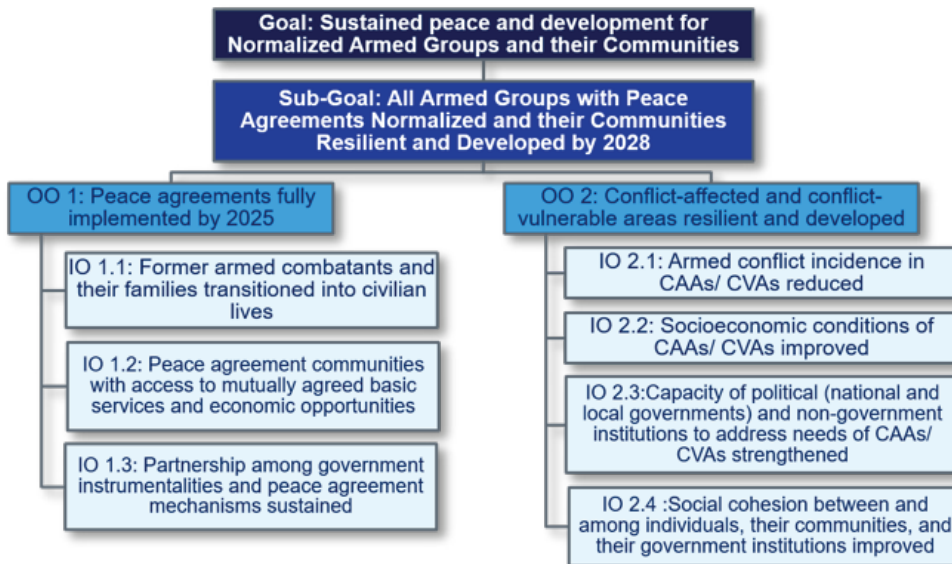 Goal: Sustained peace and development for
Normalized Armed Groups and their Communities
Sub-Goal: All Armed Groups with Peace
Agreements Normalized and their Communities
Resilient and Developed by 2028
OO 1: Peace agreements fully
implemented by 2025
IO 1.1: Former armed combatants and
their families transitioned into civilian
lives
IO 1.2: Peace agreement communities
with access to mutually agreed basic
services and economic opportunities
IO 1.3: Partnership among government
instrumentalities and peace agreement
mechanisms sustained
OO 2: Conflict-affected and conflict-
vulnerable areas resilient and developed
IO 2.1: Armed conflict incidence in
CAAs/ CVAs reduced
IO 2.2: Socioeconomic conditions of
CAAs/ CVAs improved
IO 2.3:Capacity of political (national and
local governments) and non-government
institutions to address needs of CAAs/
CVAs strengthened
IO 2.4 :Social cohesion between and
among individuals, their communities, and
their government institutions improved